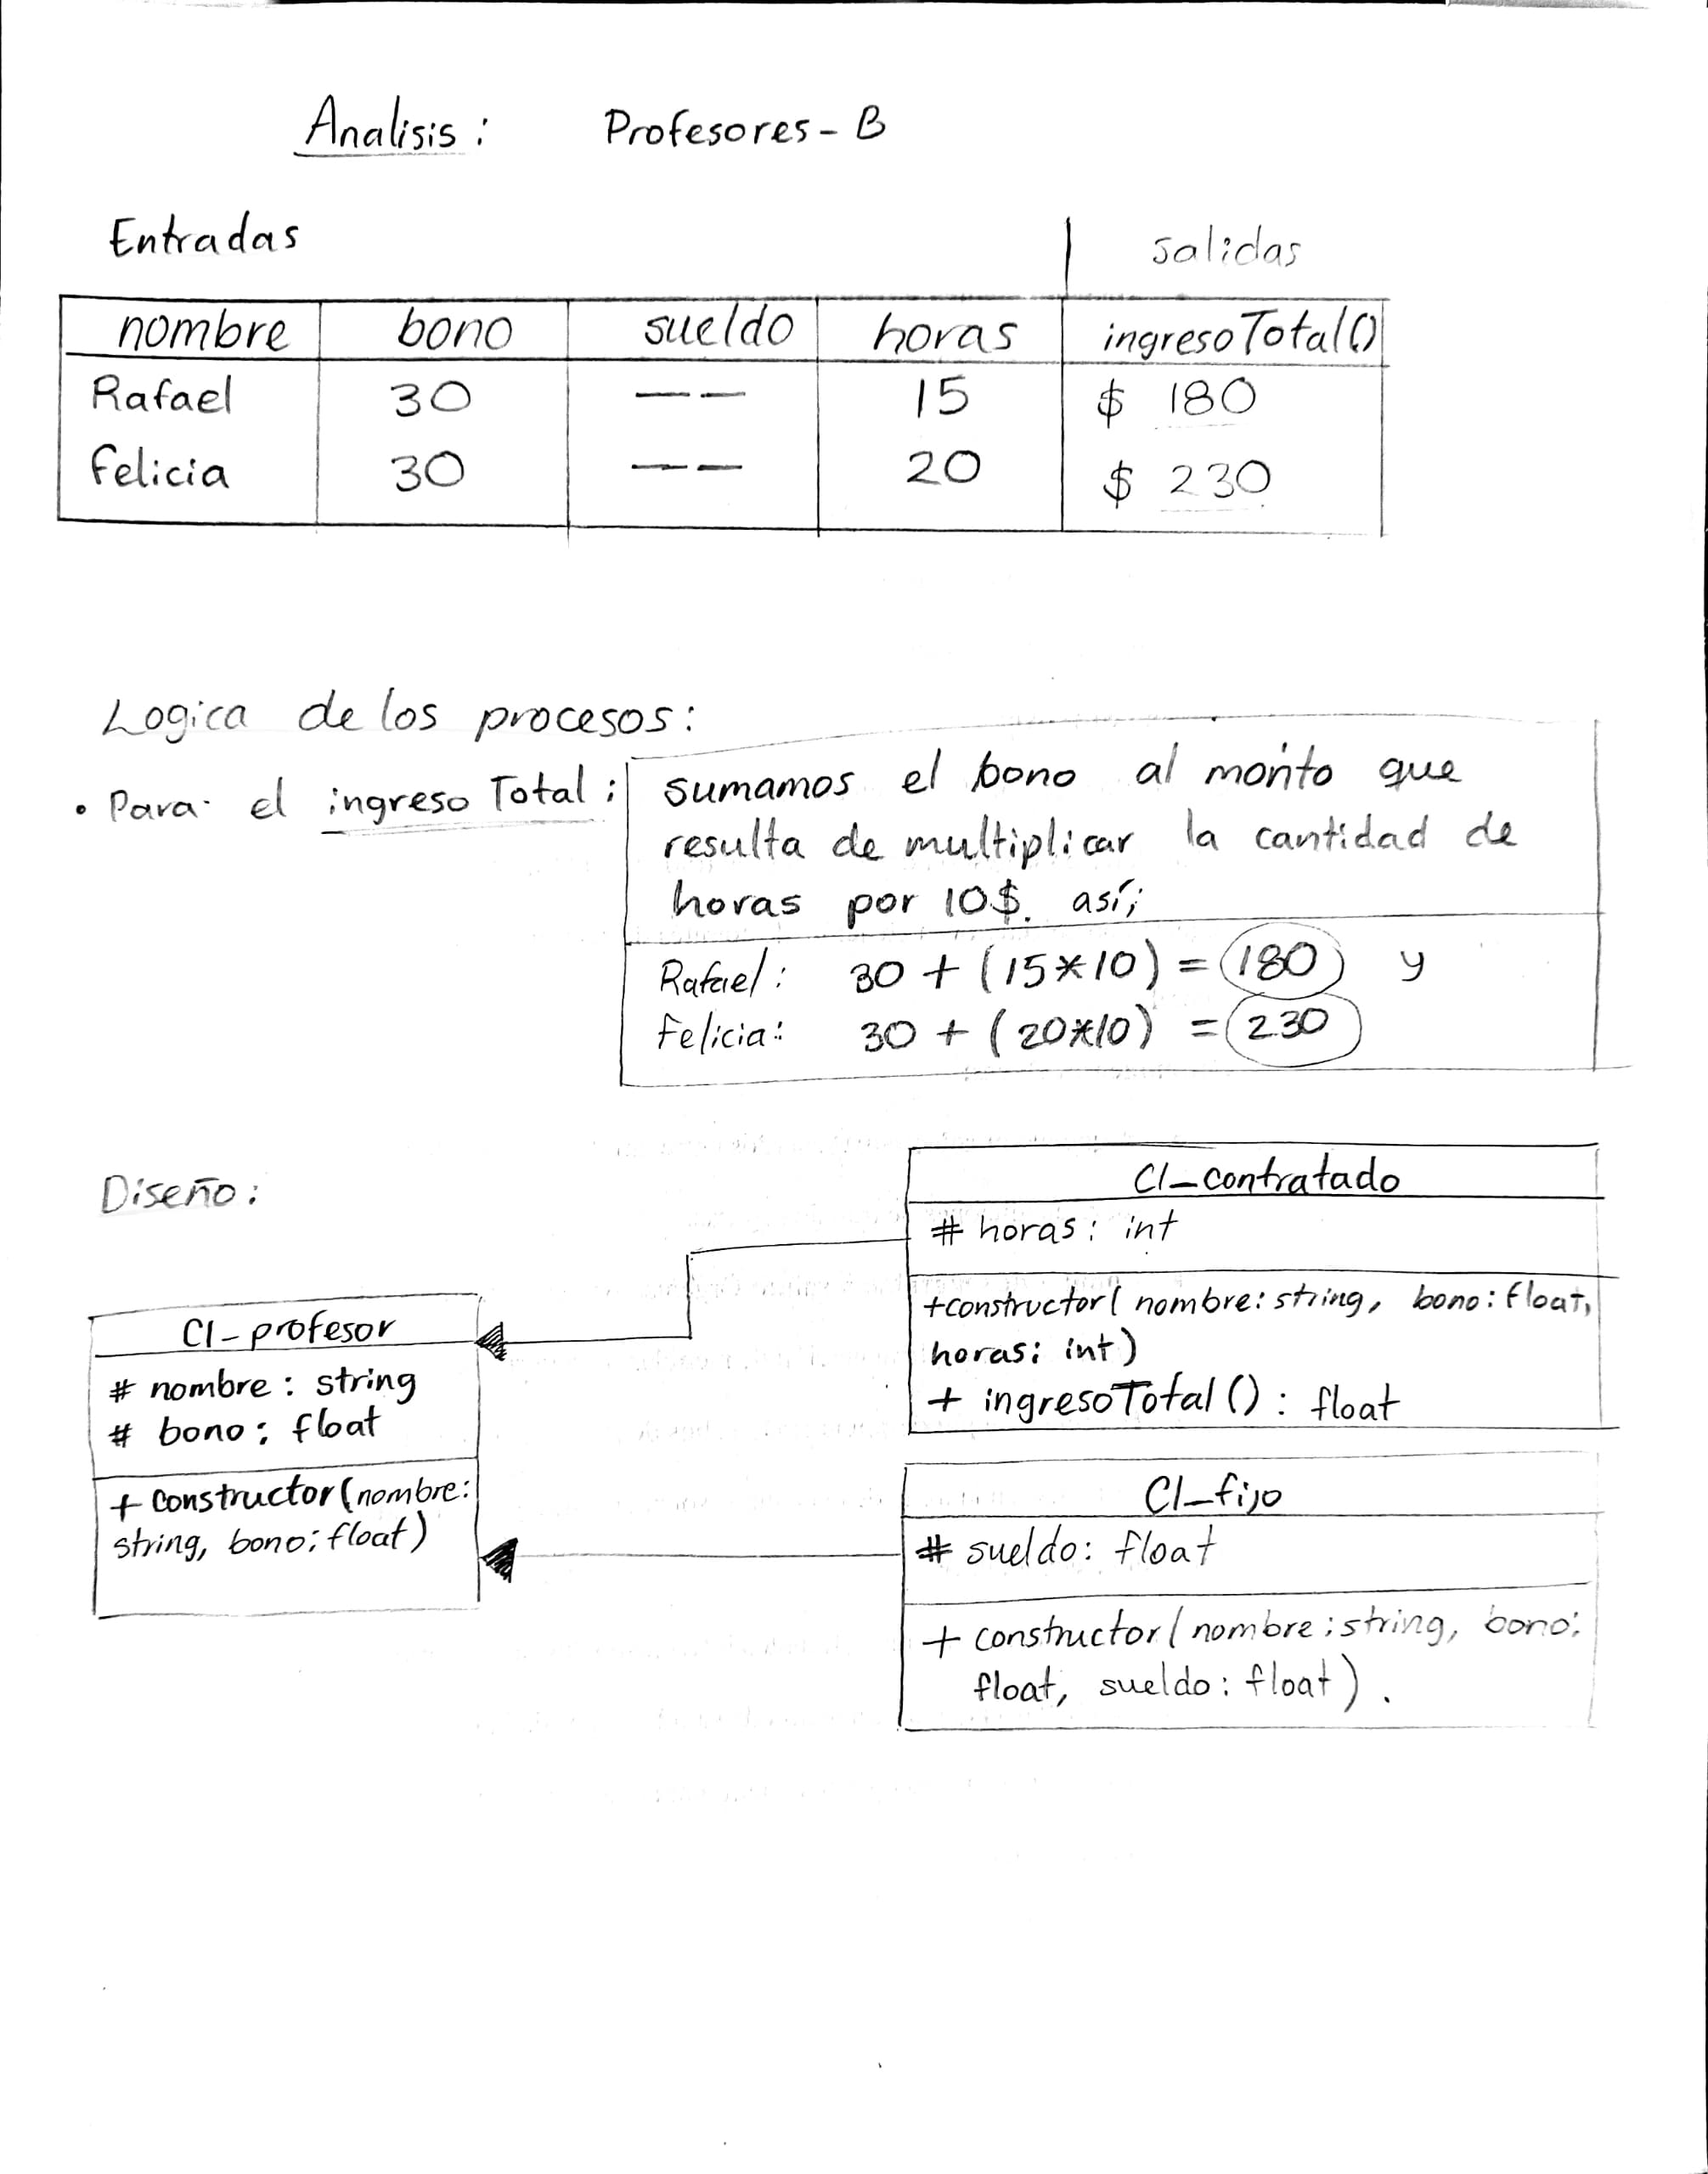 Analisis: Profesores-B
Entradas salidas
nombre bono sueldo horas ingresoTotal()
Rafael 30 -- 15 $ 180
Felicia 30 -- 20 $ 230
Logica de los procesos:
• Para el ingreso Total: sumamos el bono al monto que
resulta de multiplicar la cantidad de
horas por 10$. así;
Rafael: 30 + (15*10) = 180 y
Felicia: 30 + (20*10) = 230
Diseño:
Cl_contratado
# horas: int
+constructor( nombre: string, bono: float,
horas: int)
+ ingresoTotal(): float
Cl_profesor
# nombre: string
# bono: float
+ constructor(nombre:
string, bono: float)
Cl_fijo
# sueldo: float
+ constructor( nombre: string, bono:
float, sueldo: float).